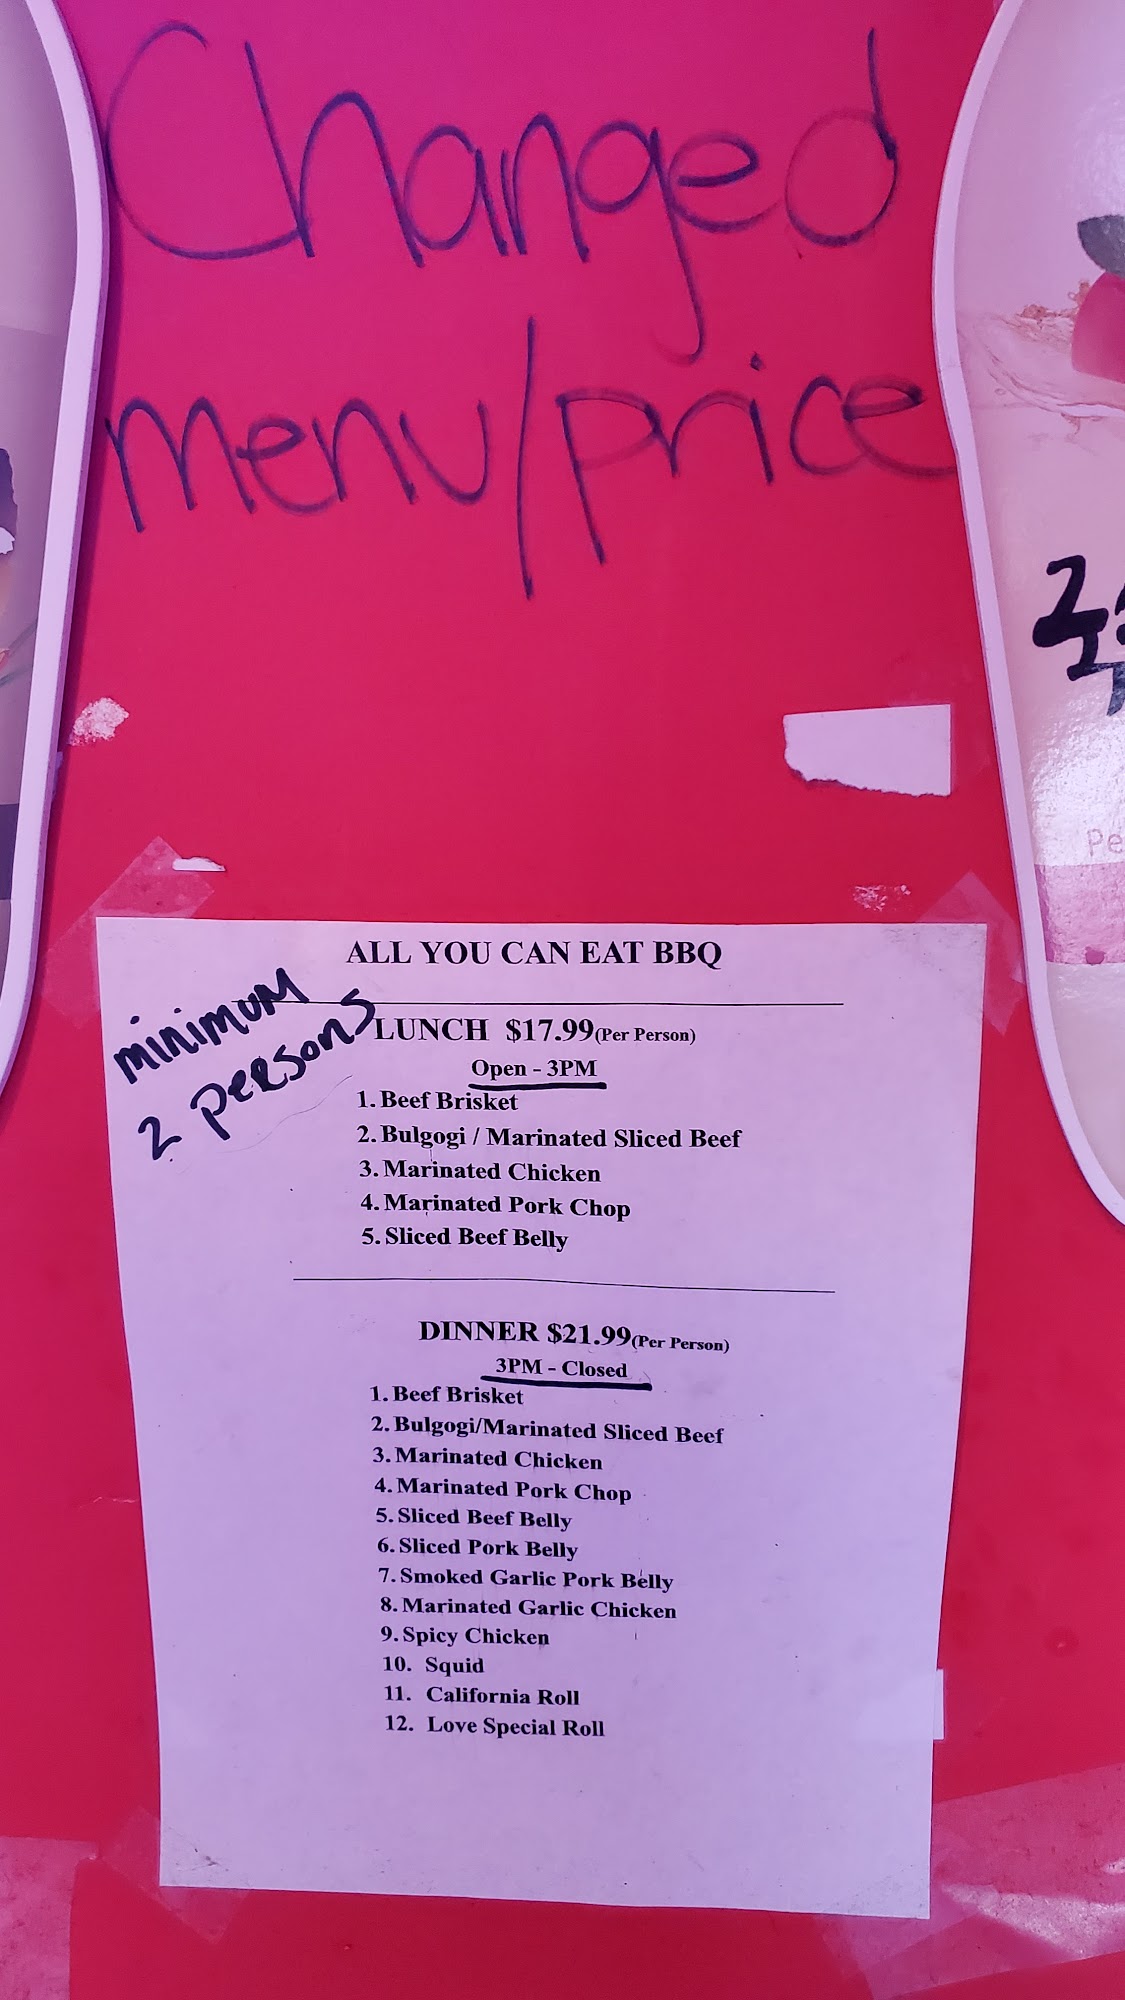 Changed
menu/price
ALL YOU CAN EAT BBQ
minimum
2 persons
LUNCH $17.99(Per Person)
Open - 3PM
1. Beef Brisket
2. Bulgogi / Marinated Sliced Beef
3. Marinated Chicken
4. Marinated Pork Chop
5. Sliced Beef Belly
DINNER $21.99(Per Person)
3PM - Closed
1. Beef Brisket
2. Bulgogi/Marinated Sliced Beef
3. Marinated Chicken
4. Marinated Pork Chop
5. Sliced Beef Belly
6. Sliced Pork Belly
7. Smoked Garlic Pork Belly
8. Marinated Garlic Chicken
9. Spicy Chicken
10. Squid
11. California Roll
12. Love Special Roll